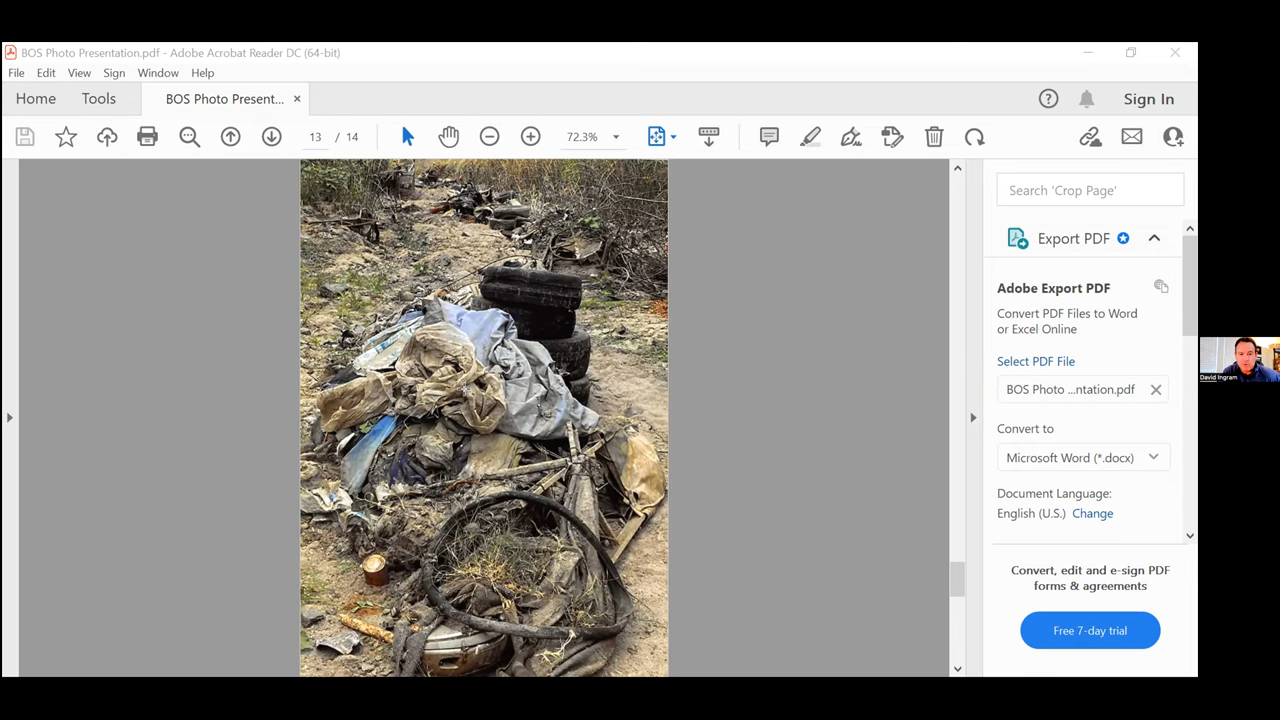 BOS Photo Presentation.pdf - Adobe Acrobat Reader DC (64-bit)
File Edit View Sign Window Help
Home Tools BOS Photo Present... × Sign In
13 / 14 72.3%
Search 'Crop Page'
Export PDF
Adobe Export PDF
Convert PDF Files to Word
or Excel Online
Select PDF File
BOS Photo ...ntation.pdf
Convert to
Microsoft Word (*.docx)
Document Language:
English (U.S.) Change
Convert, edit and e-sign PDF
forms & agreements
Free 7-day trial
David Ingram